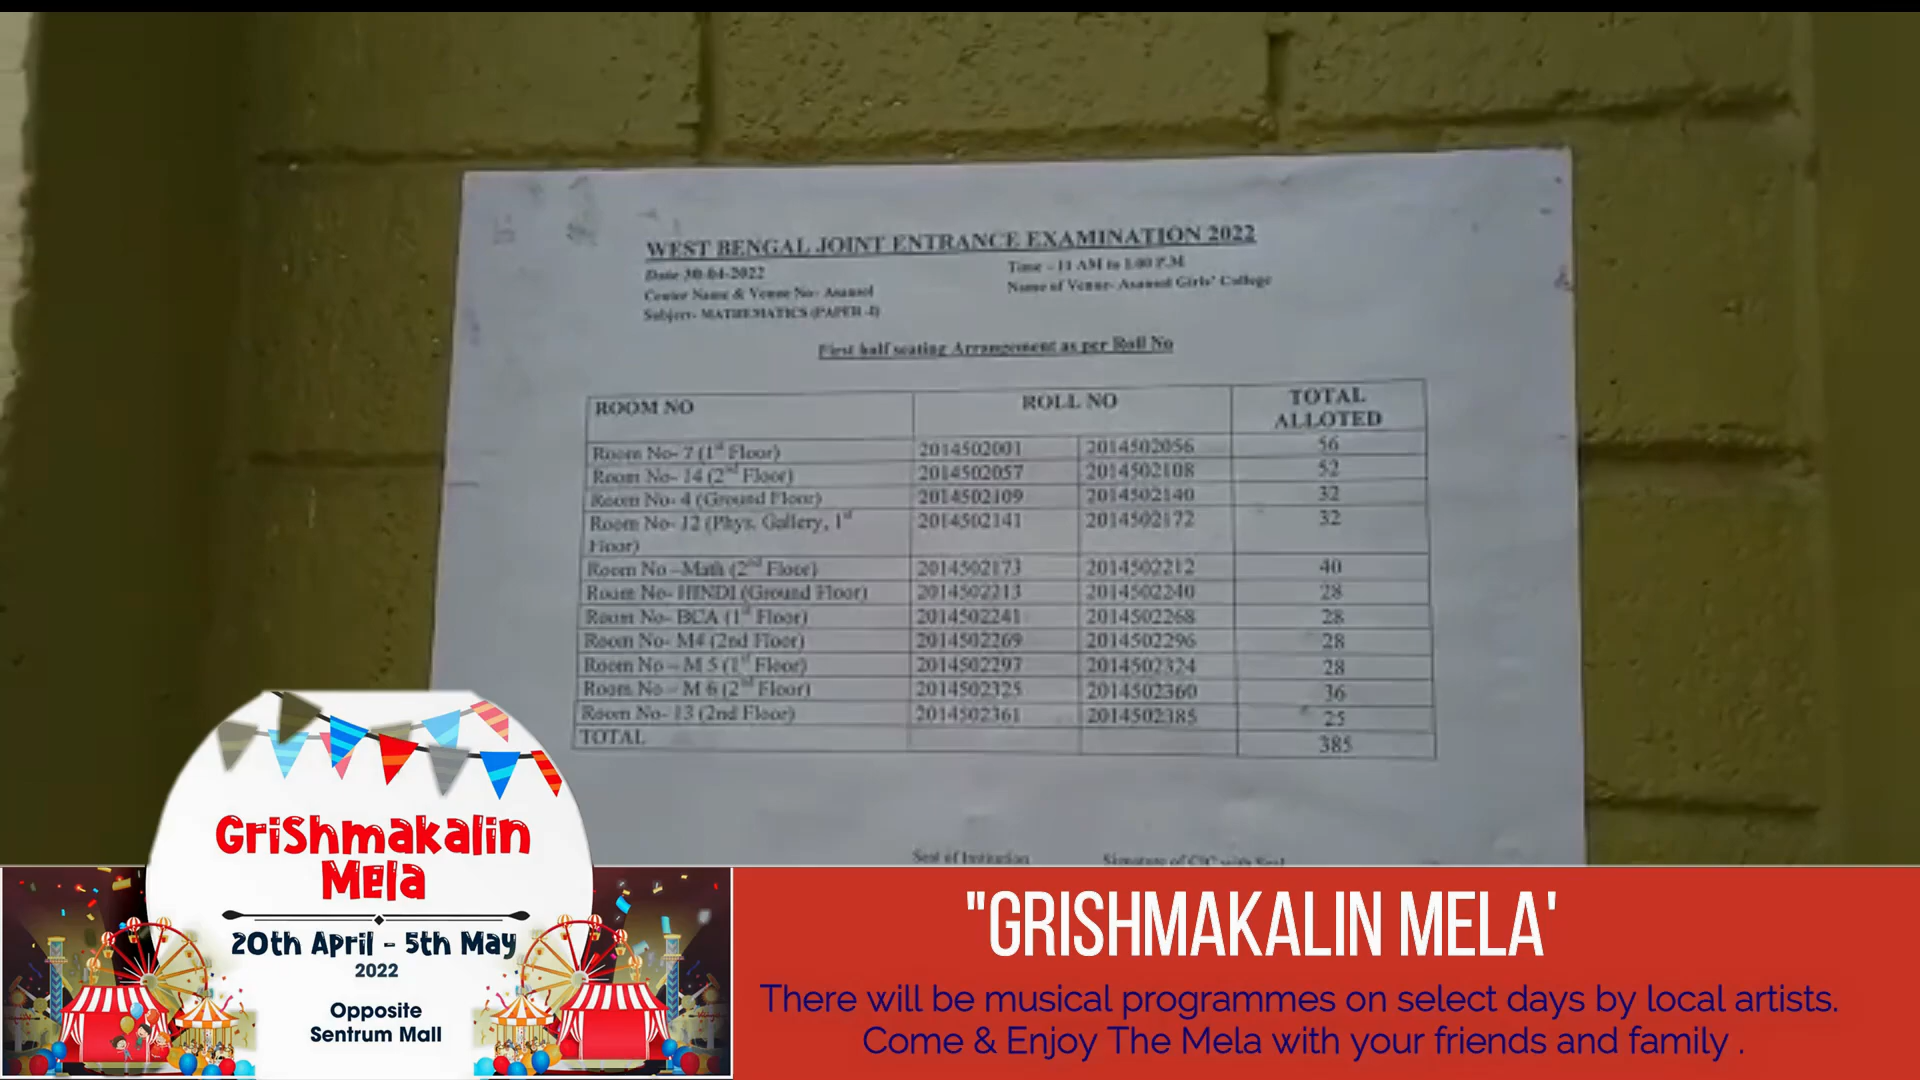 WEST BENGAL JOINT ENTRANCE EXAMINATION 2022
Date 30-04-2022 Time - 11 AM to 1.00 P.M
Center Name & Venue No- Asansol Name of Venue- Asansol Girls' College
Subject- MATHEMATICS (PAPER -I)
First half seating Arrangement as per Roll No
ROOM NO ROLL NO TOTAL ALLOTED
Room No- 7 (1st Floor) 2014502001 2014502056 56
Room No- 14 (2nd Floor) 2014502057 2014502108 52
Room No- 4 (Ground Floor) 2014502109 2014502140 32
Room No- 12 (Phys. Gallery, 1st Floor) 2014502141 2014502172 32
Room No –Math (2nd Floor) 2014502173 2014502212 40
Room No- HINDI (Ground Floor) 2014502213 2014502240 28
Room No- BCA (1st Floor) 2014502241 2014502268 28
Room No- M4 (2nd Floor) 2014502269 2014502296 28
Room No – M 5 (1st Floor) 2014502297 2014502324 28
Room No – M 6 (2nd Floor) 2014502325 2014502360 36
Room No- 13 (2nd Floor) 2014502361 2014502385 25
TOTAL 385
Seal of Institution Signature of CIC with Seal
Grishmakalin
Mela
20th April - 5th May
2022
Opposite
Sentrum Mall
"GRISHMAKALIN MELA'
There will be musical programmes on select days by local artists.
Come & Enjoy The Mela with your friends and family .